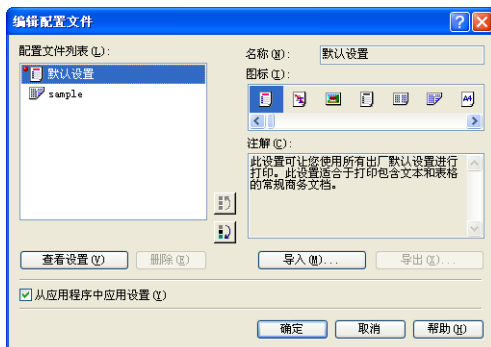 编辑配置文件
配置文件列表(L):
默认设置
sample
名称(N): 默认设置
图标(I):
注解(C):
此设置可让您使用所有出厂默认设置进行
打印。此设置适合于打印包含文本和表格
的常规商务文档。
查看设置(V) 删除(E) 导入(M)... 导出(X)...
从应用程序中应用设置(Y)
确定 取消 帮助(H)